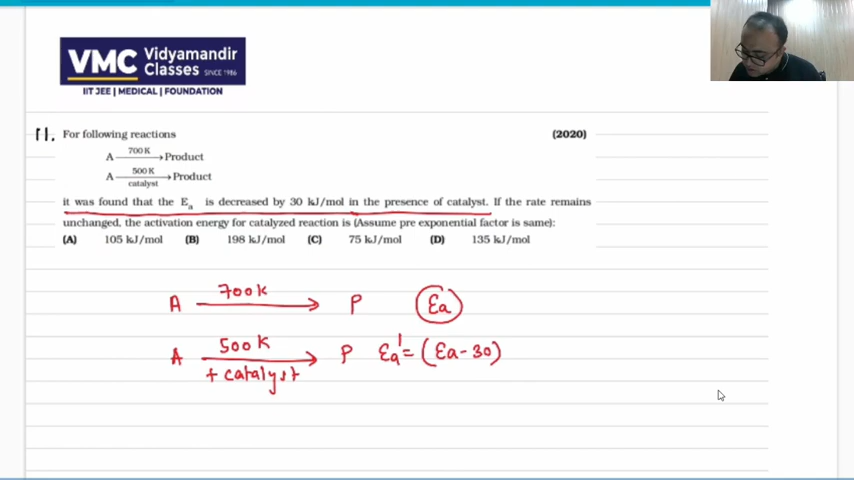 VMC Vidyamandir Classes SINCE 1986
IIT JEE | MEDICAL | FOUNDATION
11. For following reactions (2020)
A 700 K → Product
A 500 K catalyst → Product
it was found that the Ea is decreased by 30 kJ/mol in the presence of catalyst. If the rate remains
unchanged, the activation energy for catalyzed reaction is (Assume pre exponential factor is same):
(A) 105 kJ/mol (B) 198 kJ/mol (C) 75 kJ/mol (D) 135 kJ/mol
A 700K → P Ea
A 500K + catalyst → P Ea' = (Ea - 30)